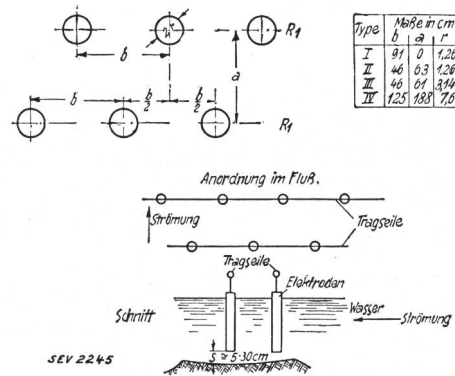 R₁
Type Maße in cm
b a r
I 91 0 1,26
II 46 63 1,26
III 46 61 3,14
IV 125 188 7,6
b
a
b b/2 b/2
R₁
Anordnung im Fluß.
Strömung
Tragseile
Tragseile
Elektroden
Schnitt
Wasser
Strömung
S ≈ 5-30cm
SEV 2245